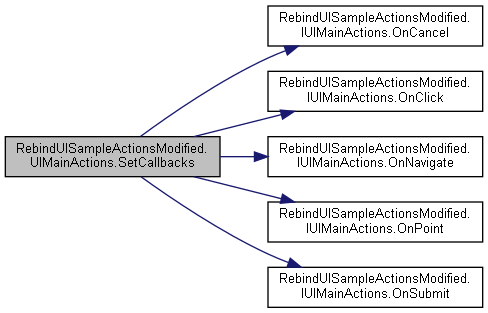 RebindUISampleActionsModified.
IUIMainActions.OnCancel
RebindUISampleActionsModified.
IUIMainActions.OnClick
RebindUISampleActionsModified.
UIMainActions.SetCallbacks
RebindUISampleActionsModified.
IUIMainActions.OnNavigate
RebindUISampleActionsModified.
IUIMainActions.OnPoint
RebindUISampleActionsModified.
IUIMainActions.OnSubmit